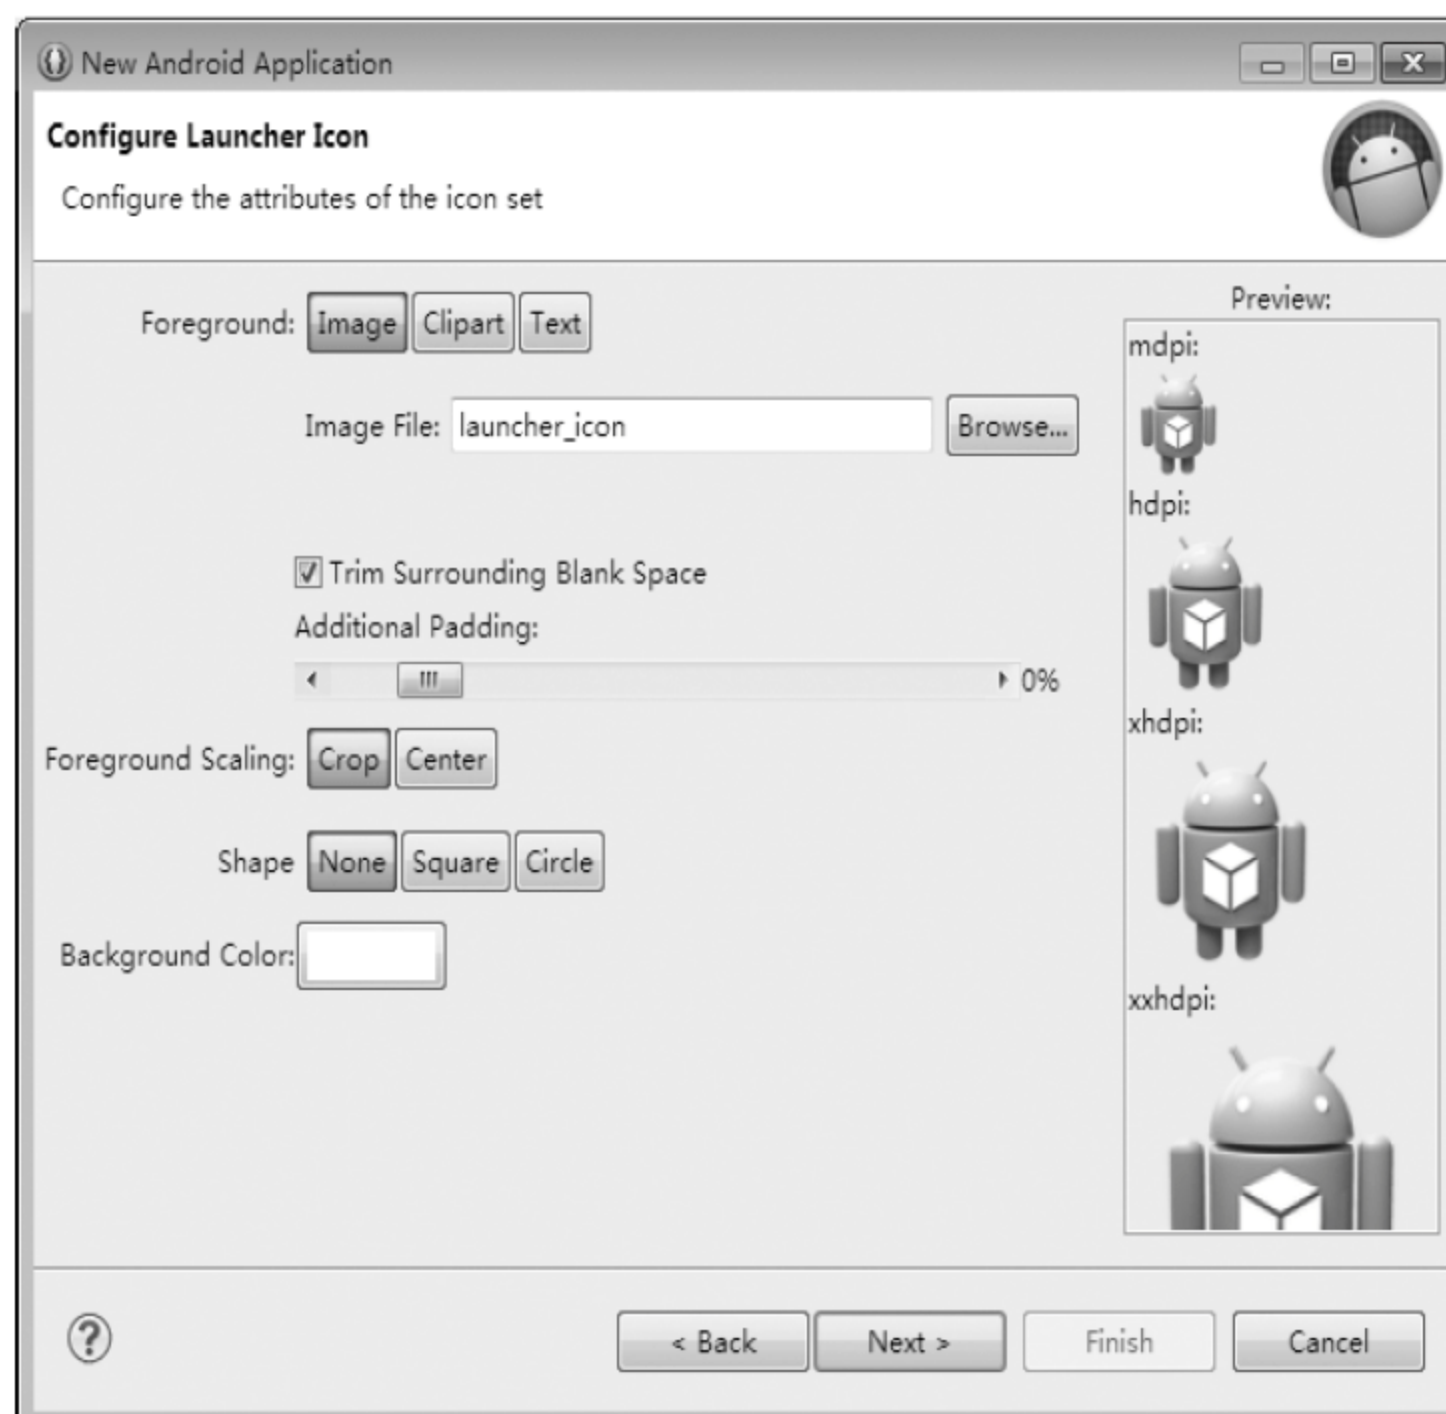 New Android Application
Configure Launcher Icon
Configure the attributes of the icon set
Foreground: Image Clipart Text
Image File: launcher_icon Browse...
Trim Surrounding Blank Space
Additional Padding:
0%
Foreground Scaling: Crop Center
Shape None Square Circle
Background Color:
Preview:
mdpi:
hdpi:
xhdpi:
xxhdpi:
? < Back Next > Finish Cancel